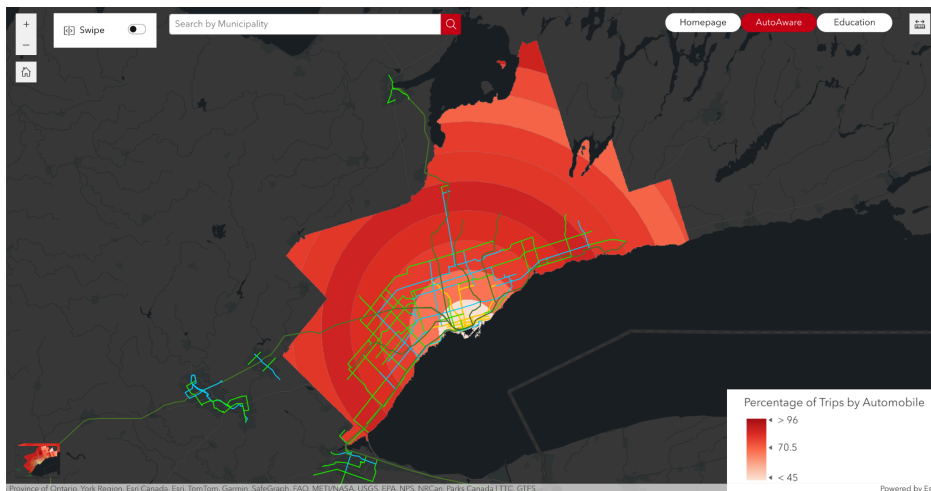 +
Swipe
Search by Municipality
Homepage
AutoAware
Education
−
Percentage of Trips by Automobile
> 96
70.5
< 45
Province of Ontario, York Region, Esri Canada, Esri, TomTom, Garmin, SafeGraph, FAO, METI/NASA, USGS, EPA, NPS, NRCan, Parks Canada | TTC, GTFS
Powered by Es